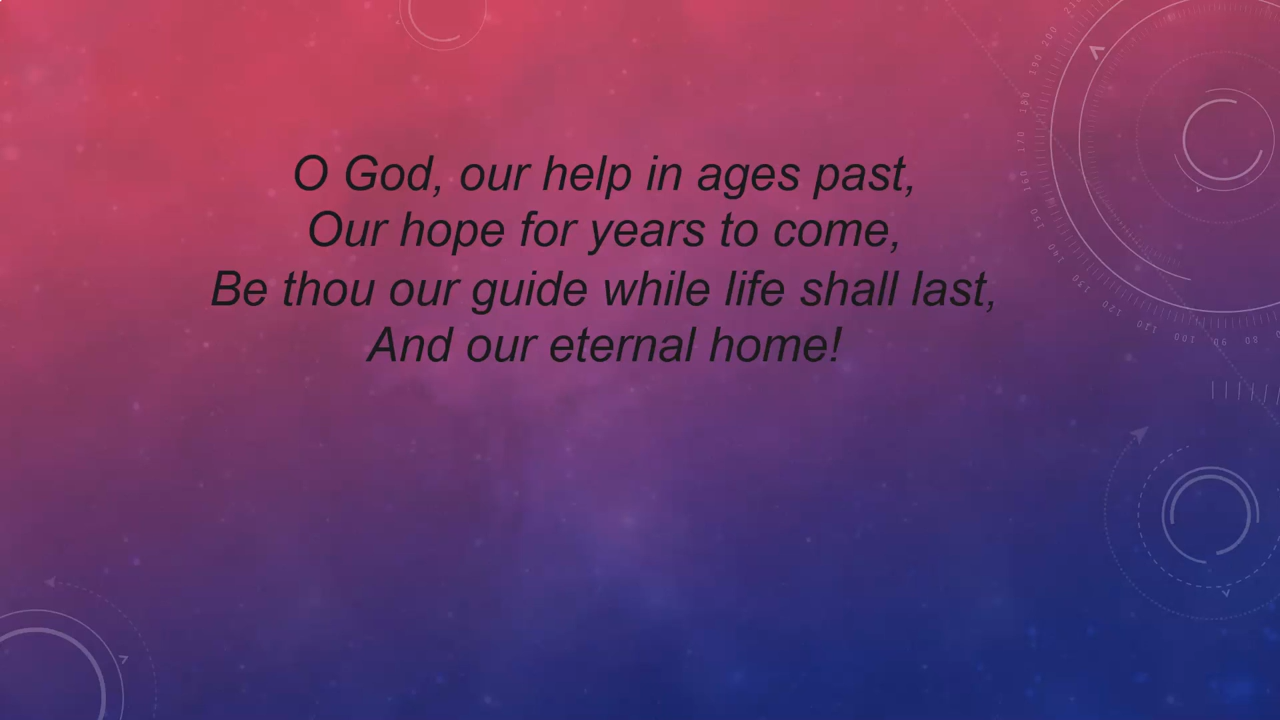 O God, our help in ages past,
Our hope for years to come,
Be thou our guide while life shall last,
And our eternal home!